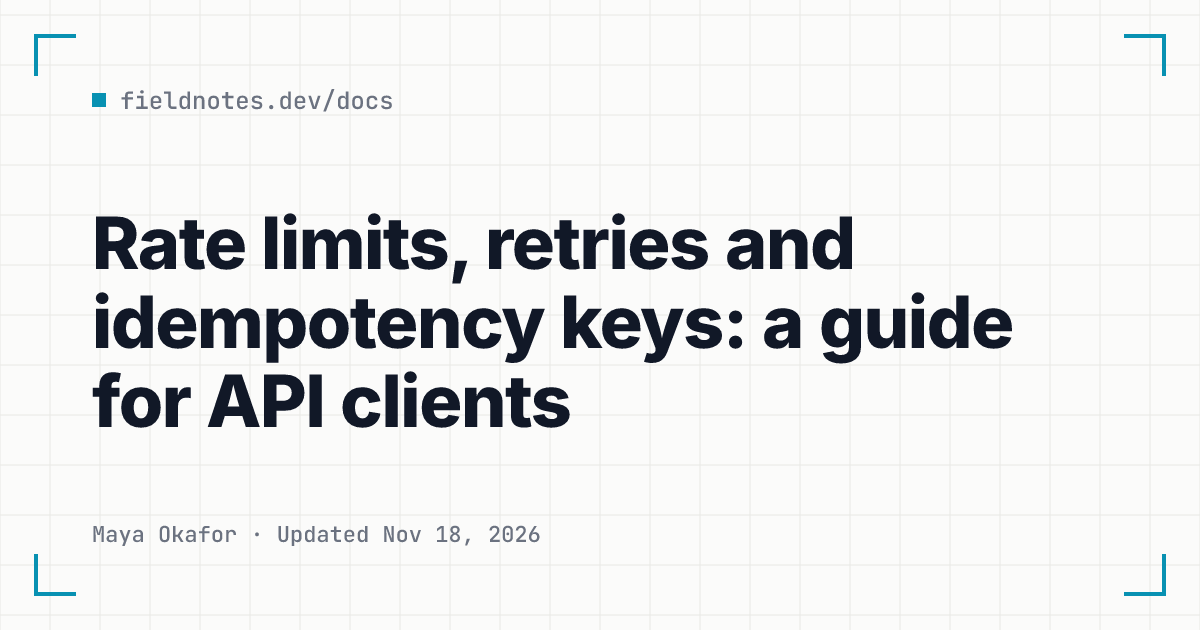 fieldnotes.dev/docs
Rate limits, retries and
idempotency keys: a guide
for API clients
Maya Okafor · Updated Nov 18, 2026